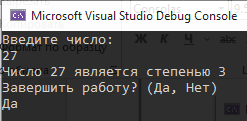 Microsoft Visual Studio Debug Console
Введите число:
27
Число 27 является степенью 3
Завершить работу? (Да, Нет)
Да